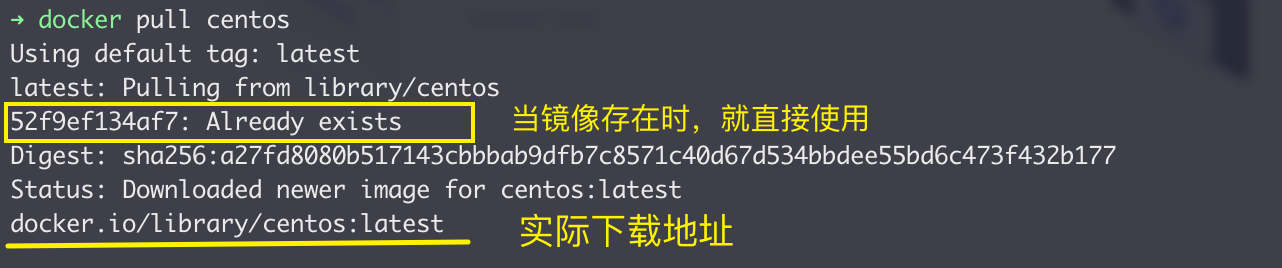 → docker pull centos
Using default tag: latest
latest: Pulling from library/centos
52f9ef134af7: Already exists 当镜像存在时，就直接使用
Digest: sha256:a27fd8080b517143cbbbab9dfb7c8571c40d67d534bbdee55bd6c473f432b177
Status: Downloaded newer image for centos:latest
docker.io/library/centos:latest 实际下载地址